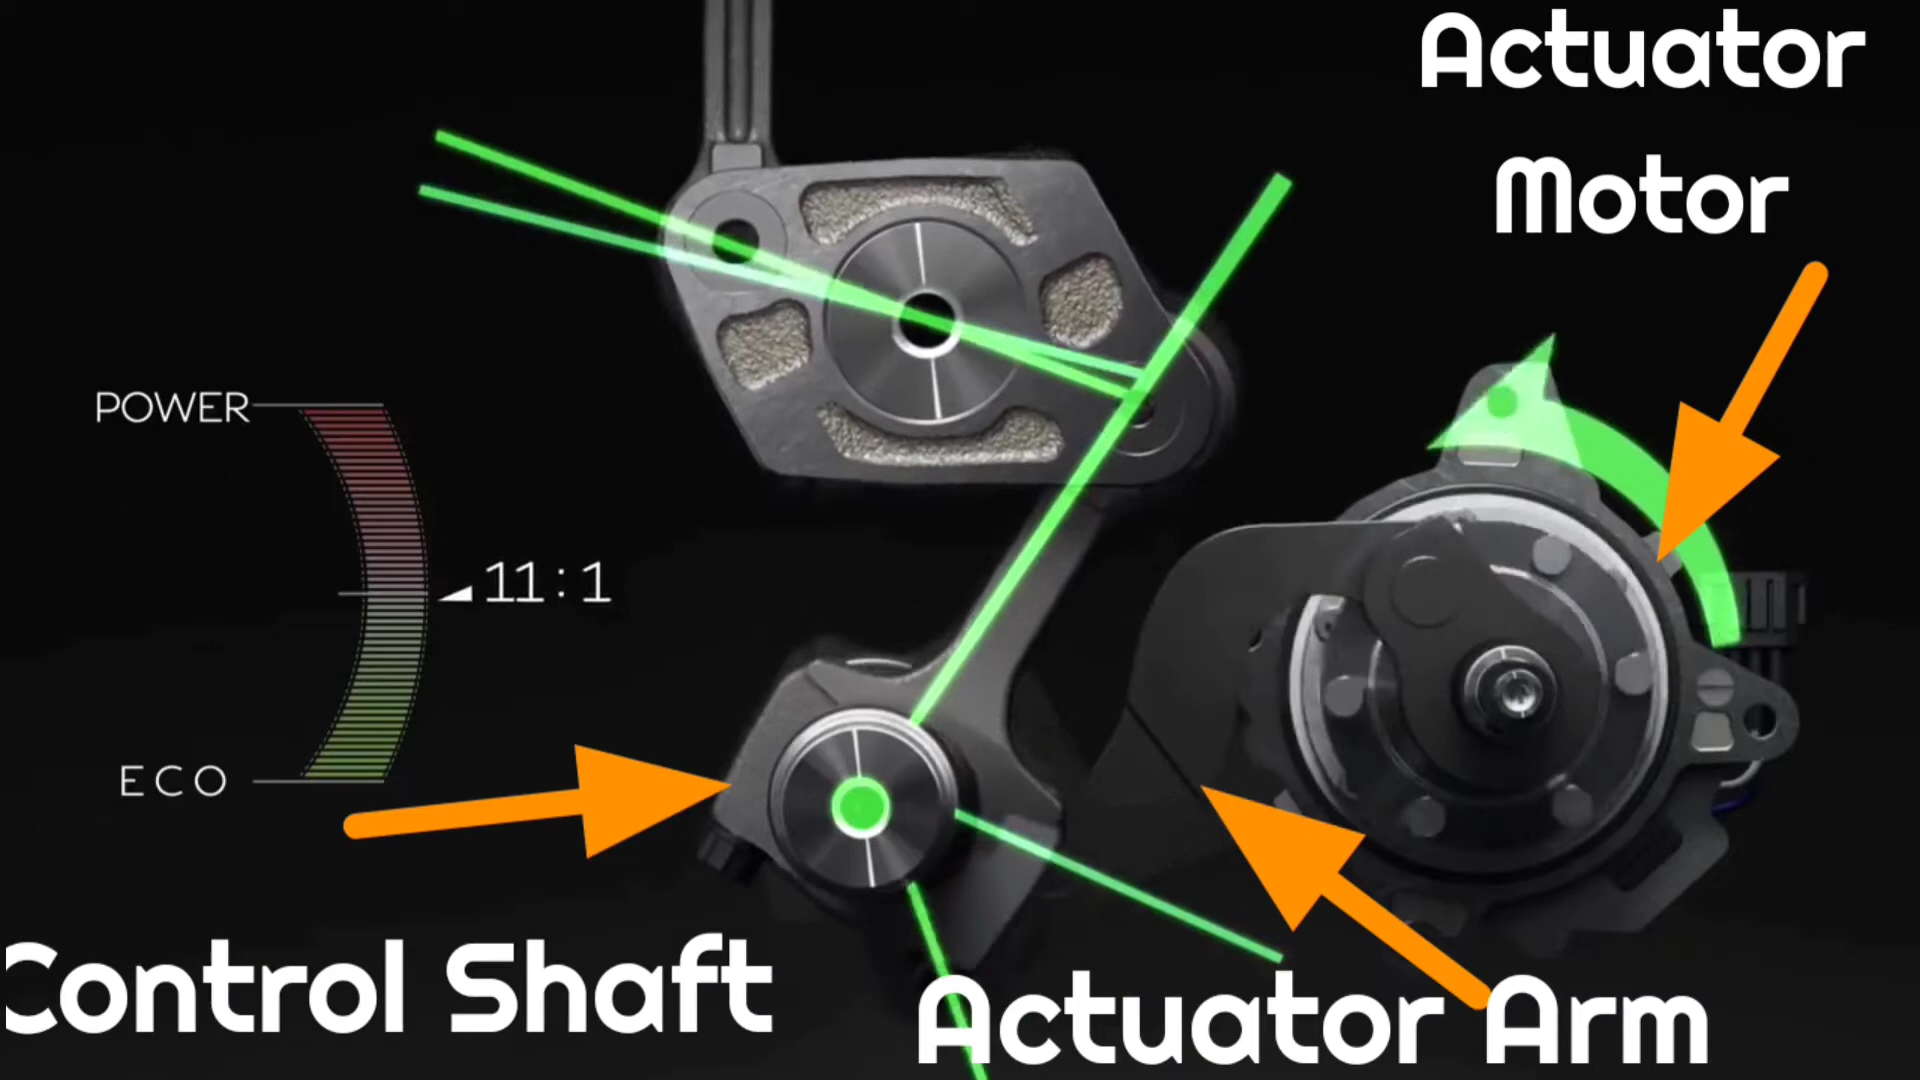 Actuator
Motor
POWER
11:1
ECO
Control Shaft
Actuator Arm